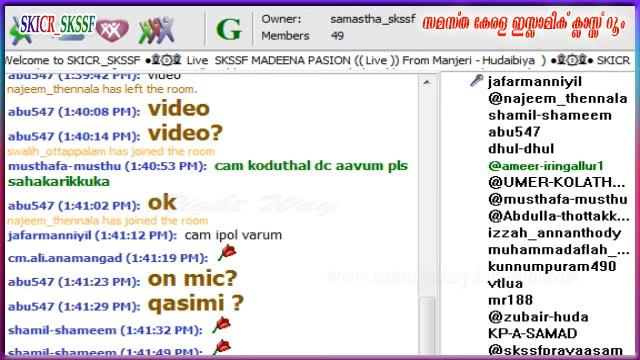 SKICR_SKSSF
G
Owner: samastha_skssf
Members 49
സമസ്ത കേരള ഇസ്ലാമിക് ക്ലാസ്സ് റൂം
Welcome to SKICR_SKSSF Live SKSSF MADEENA PASION (( Live )) From Manjeri - Hudaibiya ) SKICR
abu547 (1:39:42 PM): video
najeem_thennala has left the room.
abu547 (1:40:08 PM): video
abu547 (1:40:14 PM): video?
swalih_ottappalam has joined the room
musthafa-musthu (1:40:53 PM): cam koduthal dc aavum pls
sahakarikkuka
abu547 (1:41:02 PM): ok
najeem_thennala has joined the room
jafarmanniyil (1:41:12 PM): cam ipol varum
cm.ali.anamangad (1:41:19 PM):
abu547 (1:41:23 PM): on mic?
abu547 (1:41:29 PM): qasimi ?
shamil-shameem (1:41:32 PM):
shamil-shameem (1:41:49 PM):
jafarmanniyil
@najeem_thennala
shamil-shameem
abu547
dhul-dhul
@ameer-iringallur1
@UMER-KOLATH...
@musthafa-musthu
@Abdulla-thottakk...
izzah_annanthody
muhammadaflah_...
kunnumpuram490
vtlua
mr188
@zubair-huda
KP-A-SAMAD
@skssfpravaasam